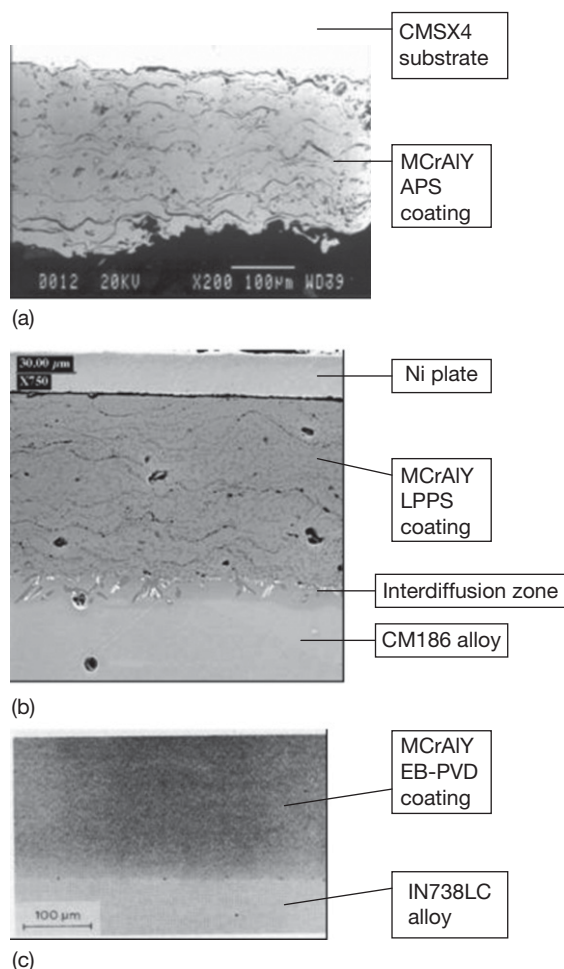 CMSX4
substrate
MCrAlY
APS
coating
0012 20KV X200 100μm WD39
(a)
30.00 μm
X750
Ni plate
MCrAlY
LPPS
coating
Interdiffusion zone
CM186 alloy
(b)
MCrAlY
EB-PVD
coating
IN738LC
alloy
100 μm
(c)